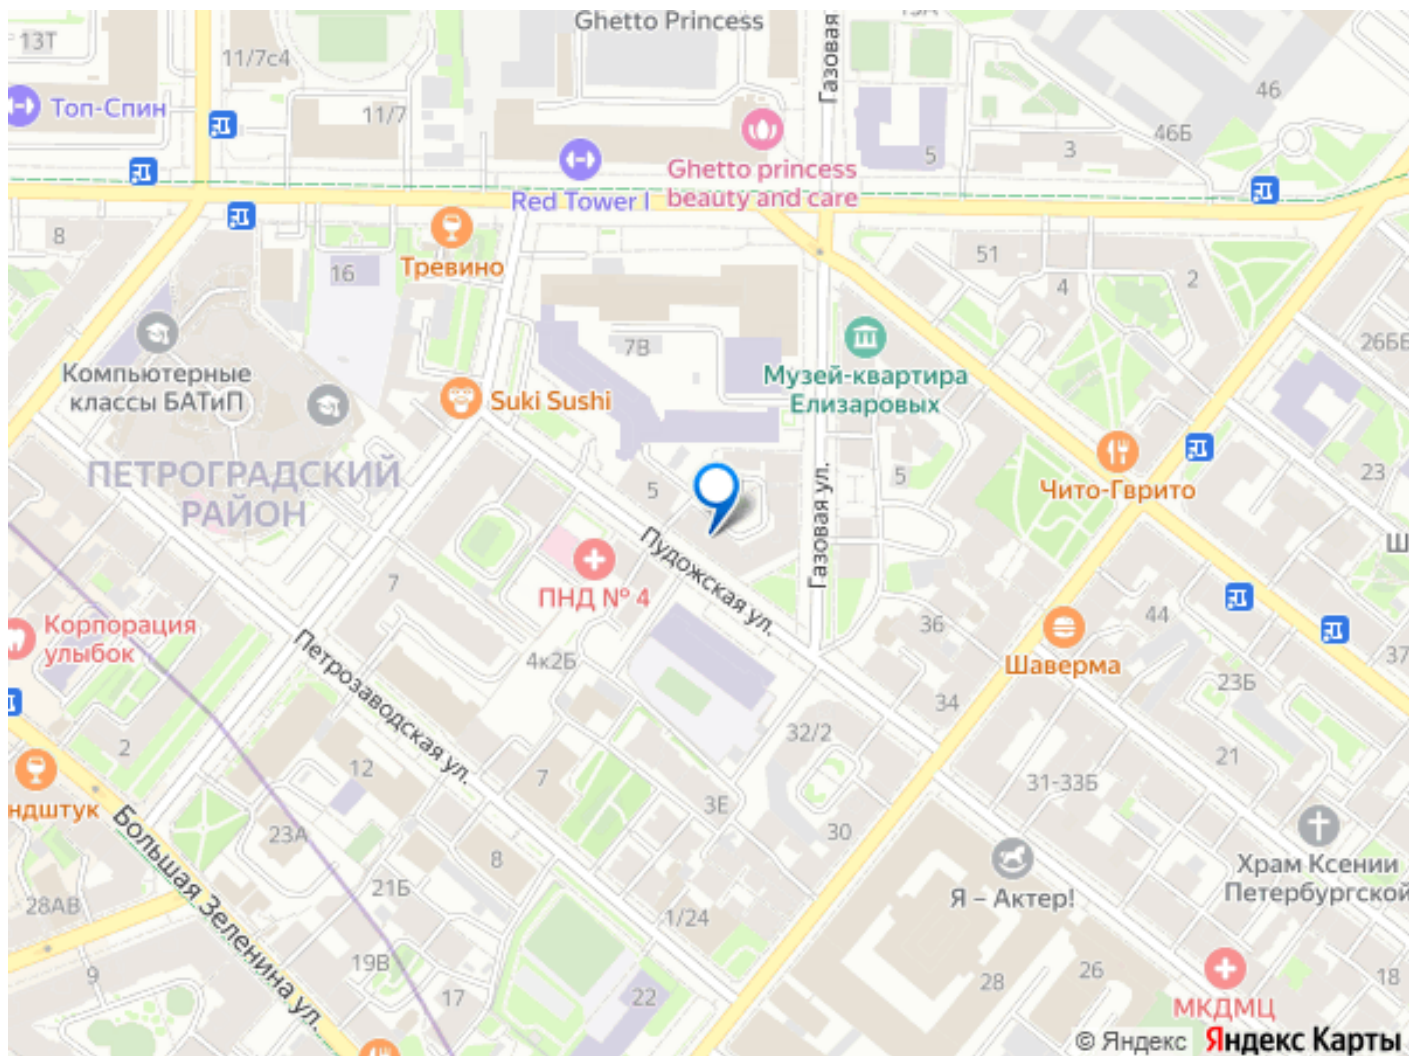 Ghetto Princess
13Т
11/7с4
Газовая
46
Топ-Спин
11/7
46Б
3
5
Ghetto princess
beauty and care
Red Tower I
8
Тревино
16
51
2
4
7В
26ББ
Компьютерные
классы БАТиП
Музей-квартира
Елизаровых
Suki Sushi
ПЕТРОГРАДСКИЙ
РАЙОН
5
5
Чито-Гврито
23
Газовая ул.
Пудожская ул.
Ш
ПНД № 4
7
Корпорация
улыбок
36
44
Шаверма
37
4к2Б
Петрозаводская ул.
23Б
34
32/2
2
12
7
21
31-33Б
ндштук
3Е
30
23А
Большая Зеленина ул.
8
Храм Ксении
Петербургской
21Б
Я – Актер!
28АВ
1/24
19В
9
17
22
28
26
18
МКДМЦ
© Яндекс Яндекс Карты